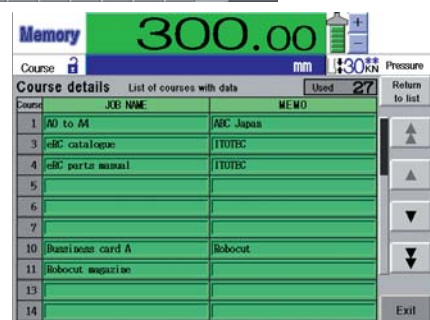 Memory 300.00 + −
Course mm 30 KN Pressure
Course details List of courses with data Used 27 Return to list
Course JOB NAME MEMO
1 A0 to A4 ABC Japan
3 eRC catalogue ITOTEC
4 eRC parts manual ITOTEC
5
6
7
10 Bussiness card A Robocut
11 Robocut magazine
13
14 Exit